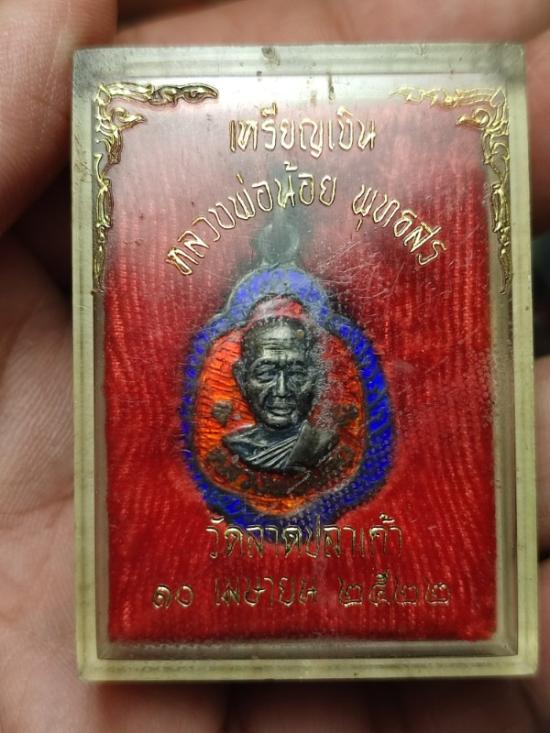 เหรียญเงิน
หลวงพ่อน้อย พุทธสีร
วัดลาดปลาเค้า
๑๐ เมษายน ๒๕๒๒